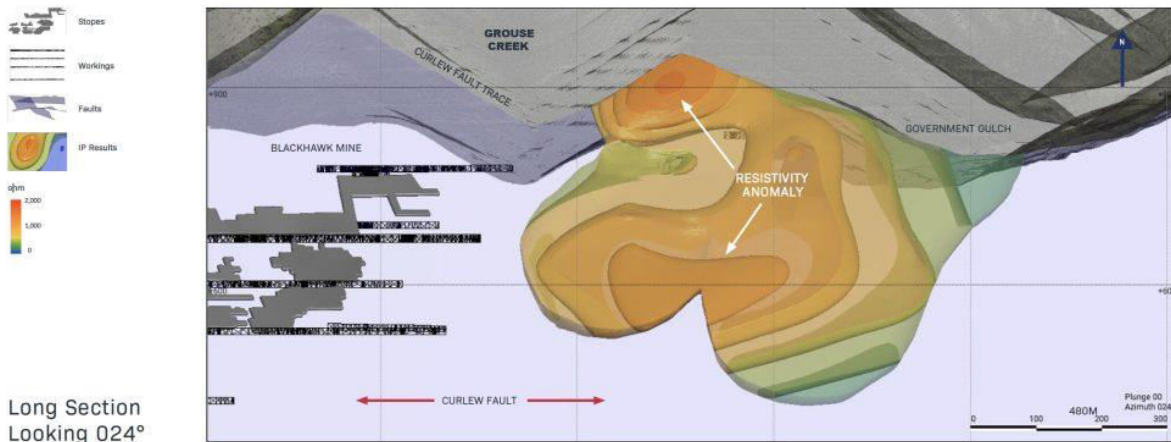 Stopes
Workings
Faults
IP Results
ohm
2,000
1,000
0
Long Section
Looking 024°
GROUSE
CREEK
CURLEW FAULT TRACE
N
+900
BLACKHAWK MINE
GOVERNMENT GULCH
RESISTIVITY
ANOMALY
CURLEW FAULT
480M
Plunge 00
Azimuth 024
0
100
200
300